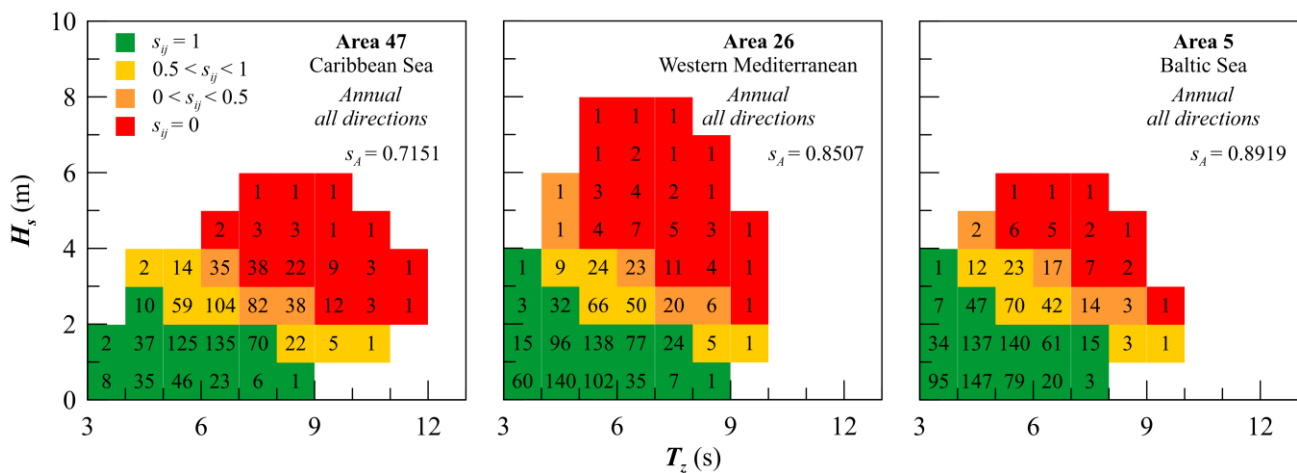 10
8
6
4
2
0
H_s (m)
s_ij = 1
0.5 < s_ij < 1
0 < s_ij < 0.5
s_ij = 0
Area 47
Caribbean Sea
Annual
all directions
s_A = 0.7151
1 1 1
2 3 3 1 1
2 14 35 38 22 9 3 1
10 59 104 82 38 12 3 1
2 37 125 135 70 22 5 1
8 35 46 23 6 1
3 6 9 12
Area 26
Western Mediterranean
Annual
all directions
s_A = 0.8507
1 1 1
1 2 1 1
1 3 4 2 1
1 4 7 5 3 1
1 9 24 23 11 4 1
3 32 66 50 20 6 1
15 96 138 77 24 5 1
60 140 102 35 7 1
3 6 9 12
T_z (s)
Area 5
Baltic Sea
Annual
all directions
s_A = 0.8919
1 1 1
2 6 5 2 1
1 12 23 17 7 2
7 47 70 42 14 3 1
34 137 140 61 15 3 1
95 147 79 20 3
3 6 9 12